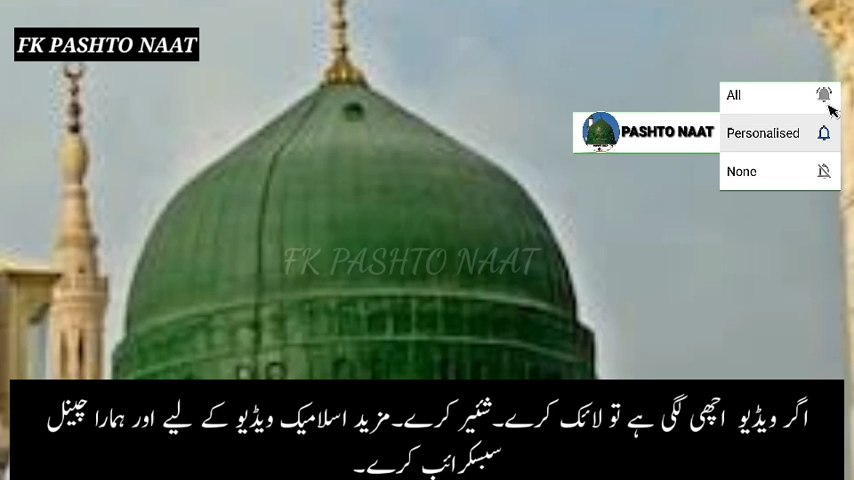 FK PASHTO NAAT
All
PASHTO NAAT
Personalised
None
FK PASHTO NAAT
اگر ویڈیو اچھی لگی ہے تو لائک کرے۔شئیر کرے۔مزید اسلامیک ویڈیو کے لیے اور ہمارا چینل
سبسکرائب کرے۔